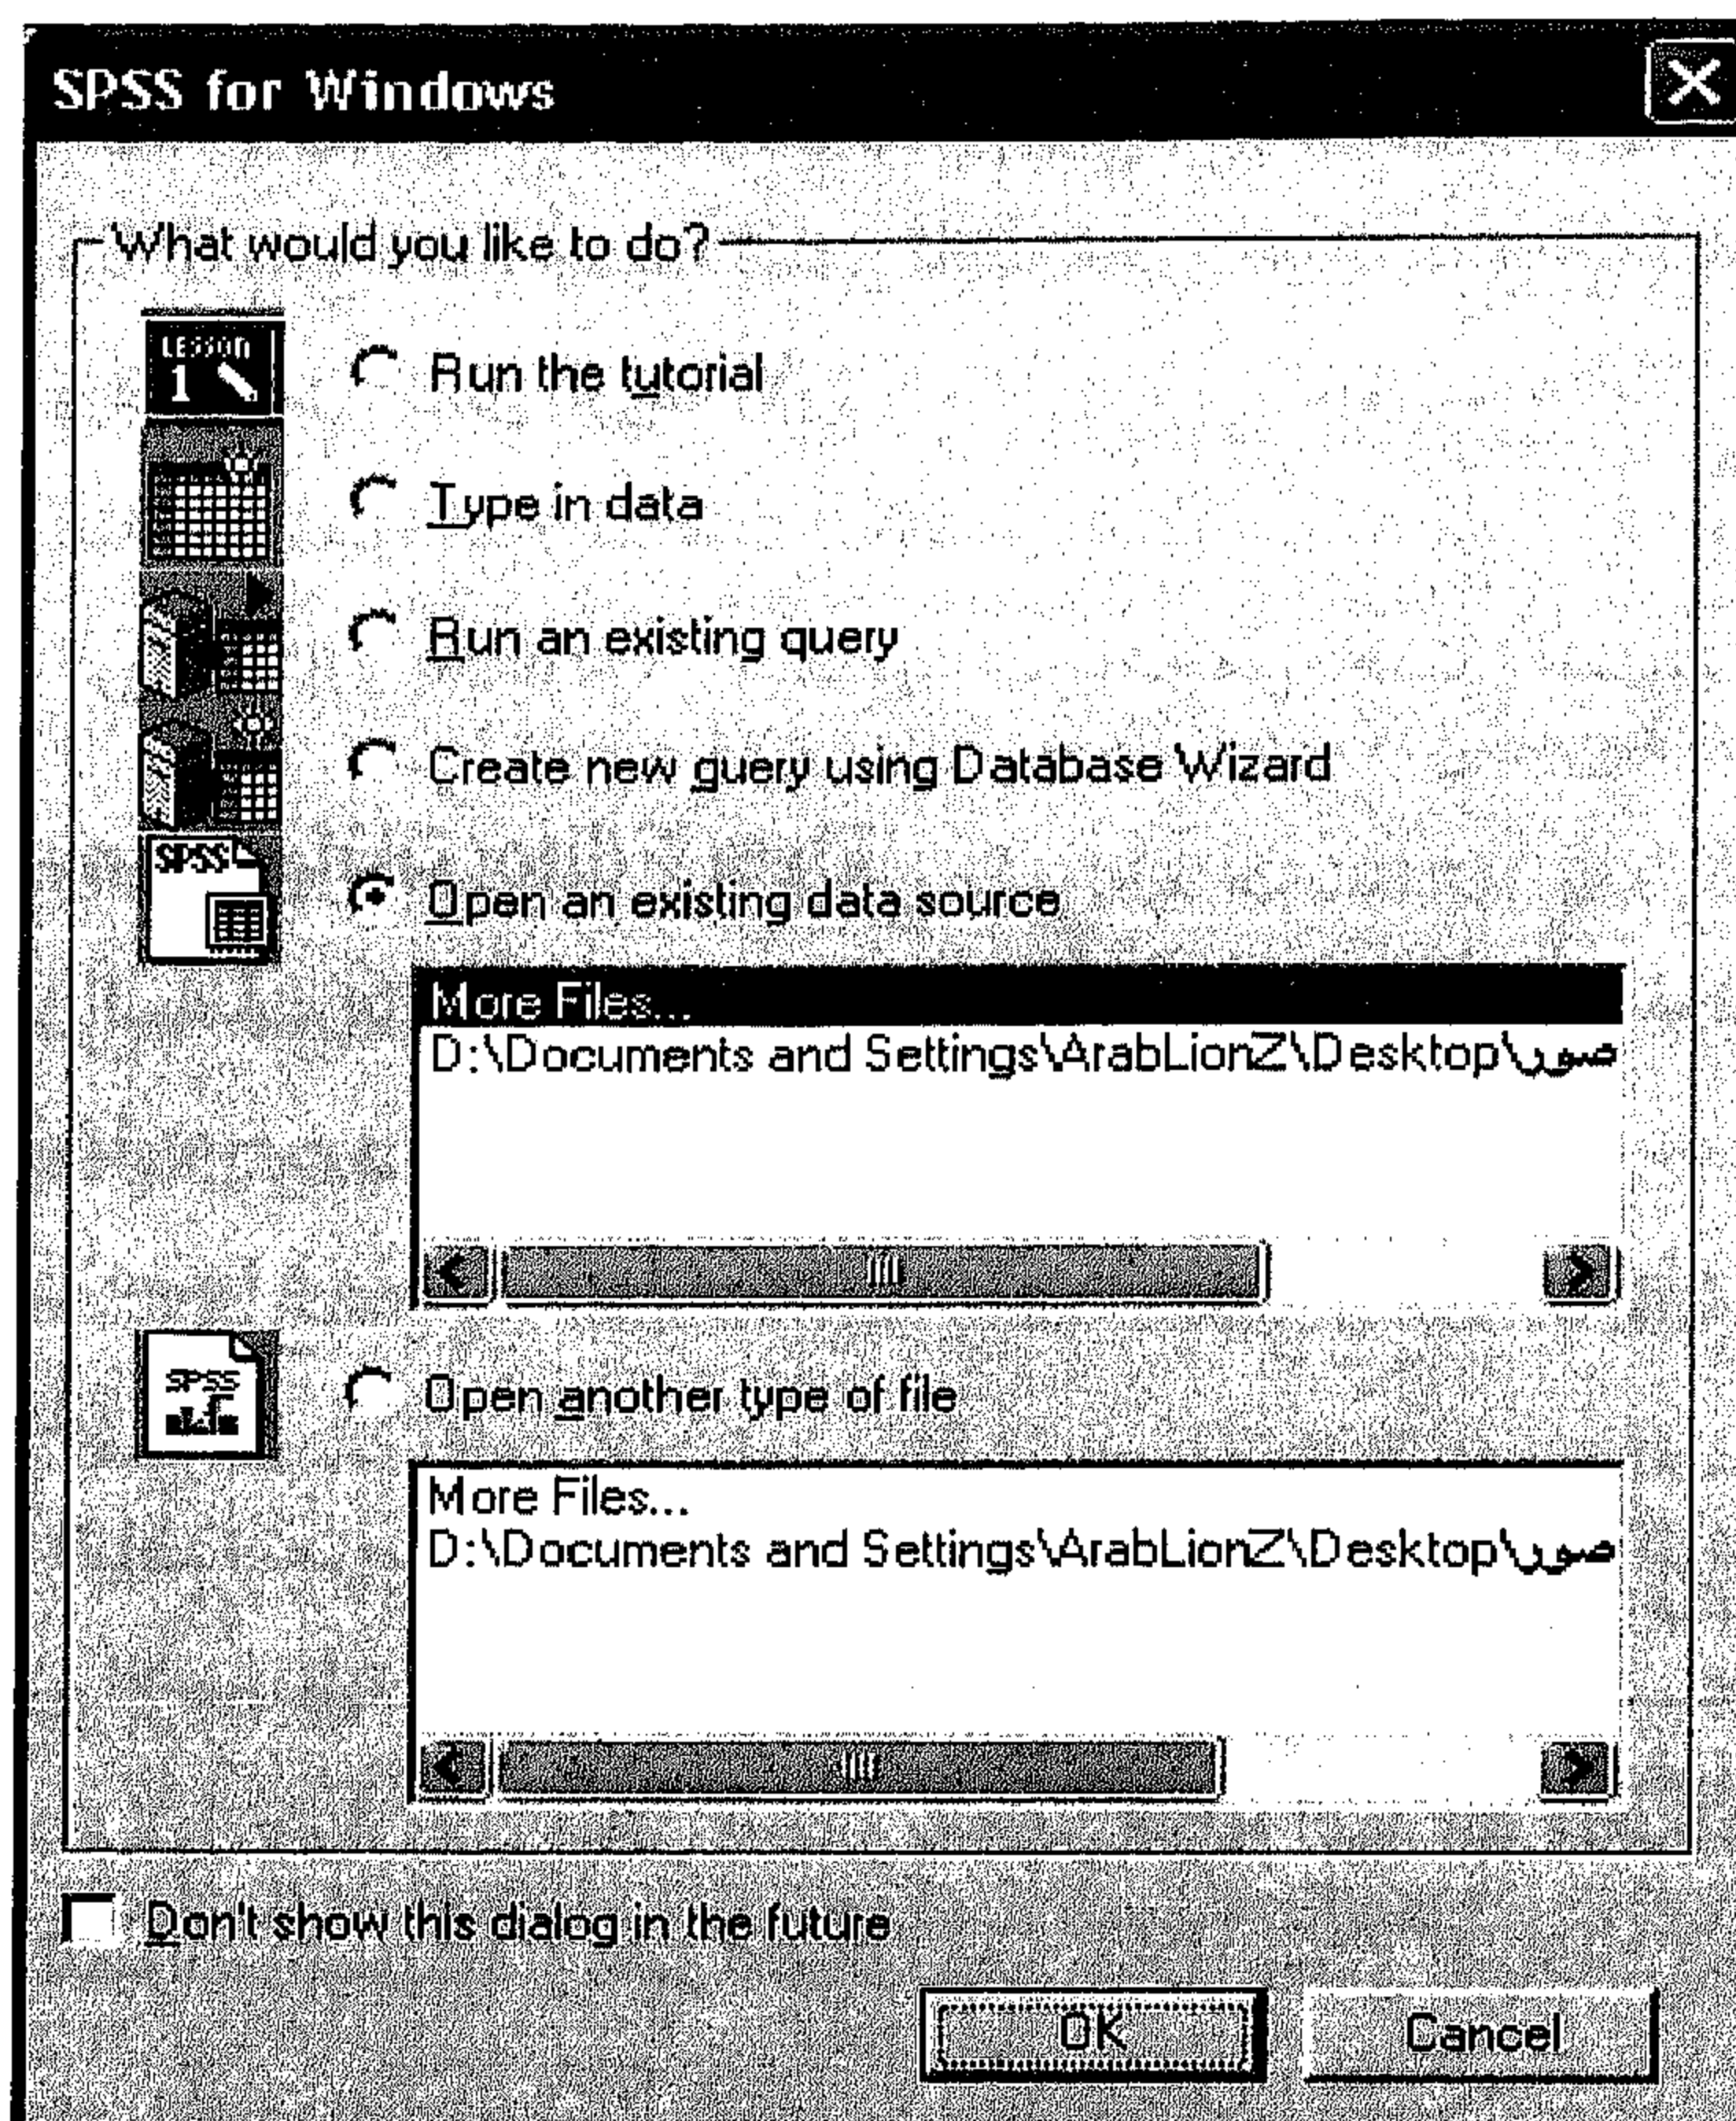 SPSS for Windows
What would you like to do?
LESSON
1
Run the tutorial
Type in data
Run an existing query
Create new query using Database Wizard
SPSS
Open an existing data source
More Files...
D:\Documents and Settings\ArabLionZ\Desktop\صور
SPSS
Open another type of file
More Files...
D:\Documents and Settings\ArabLionZ\Desktop\صور
Don't show this dialog in the future
OK
Cancel